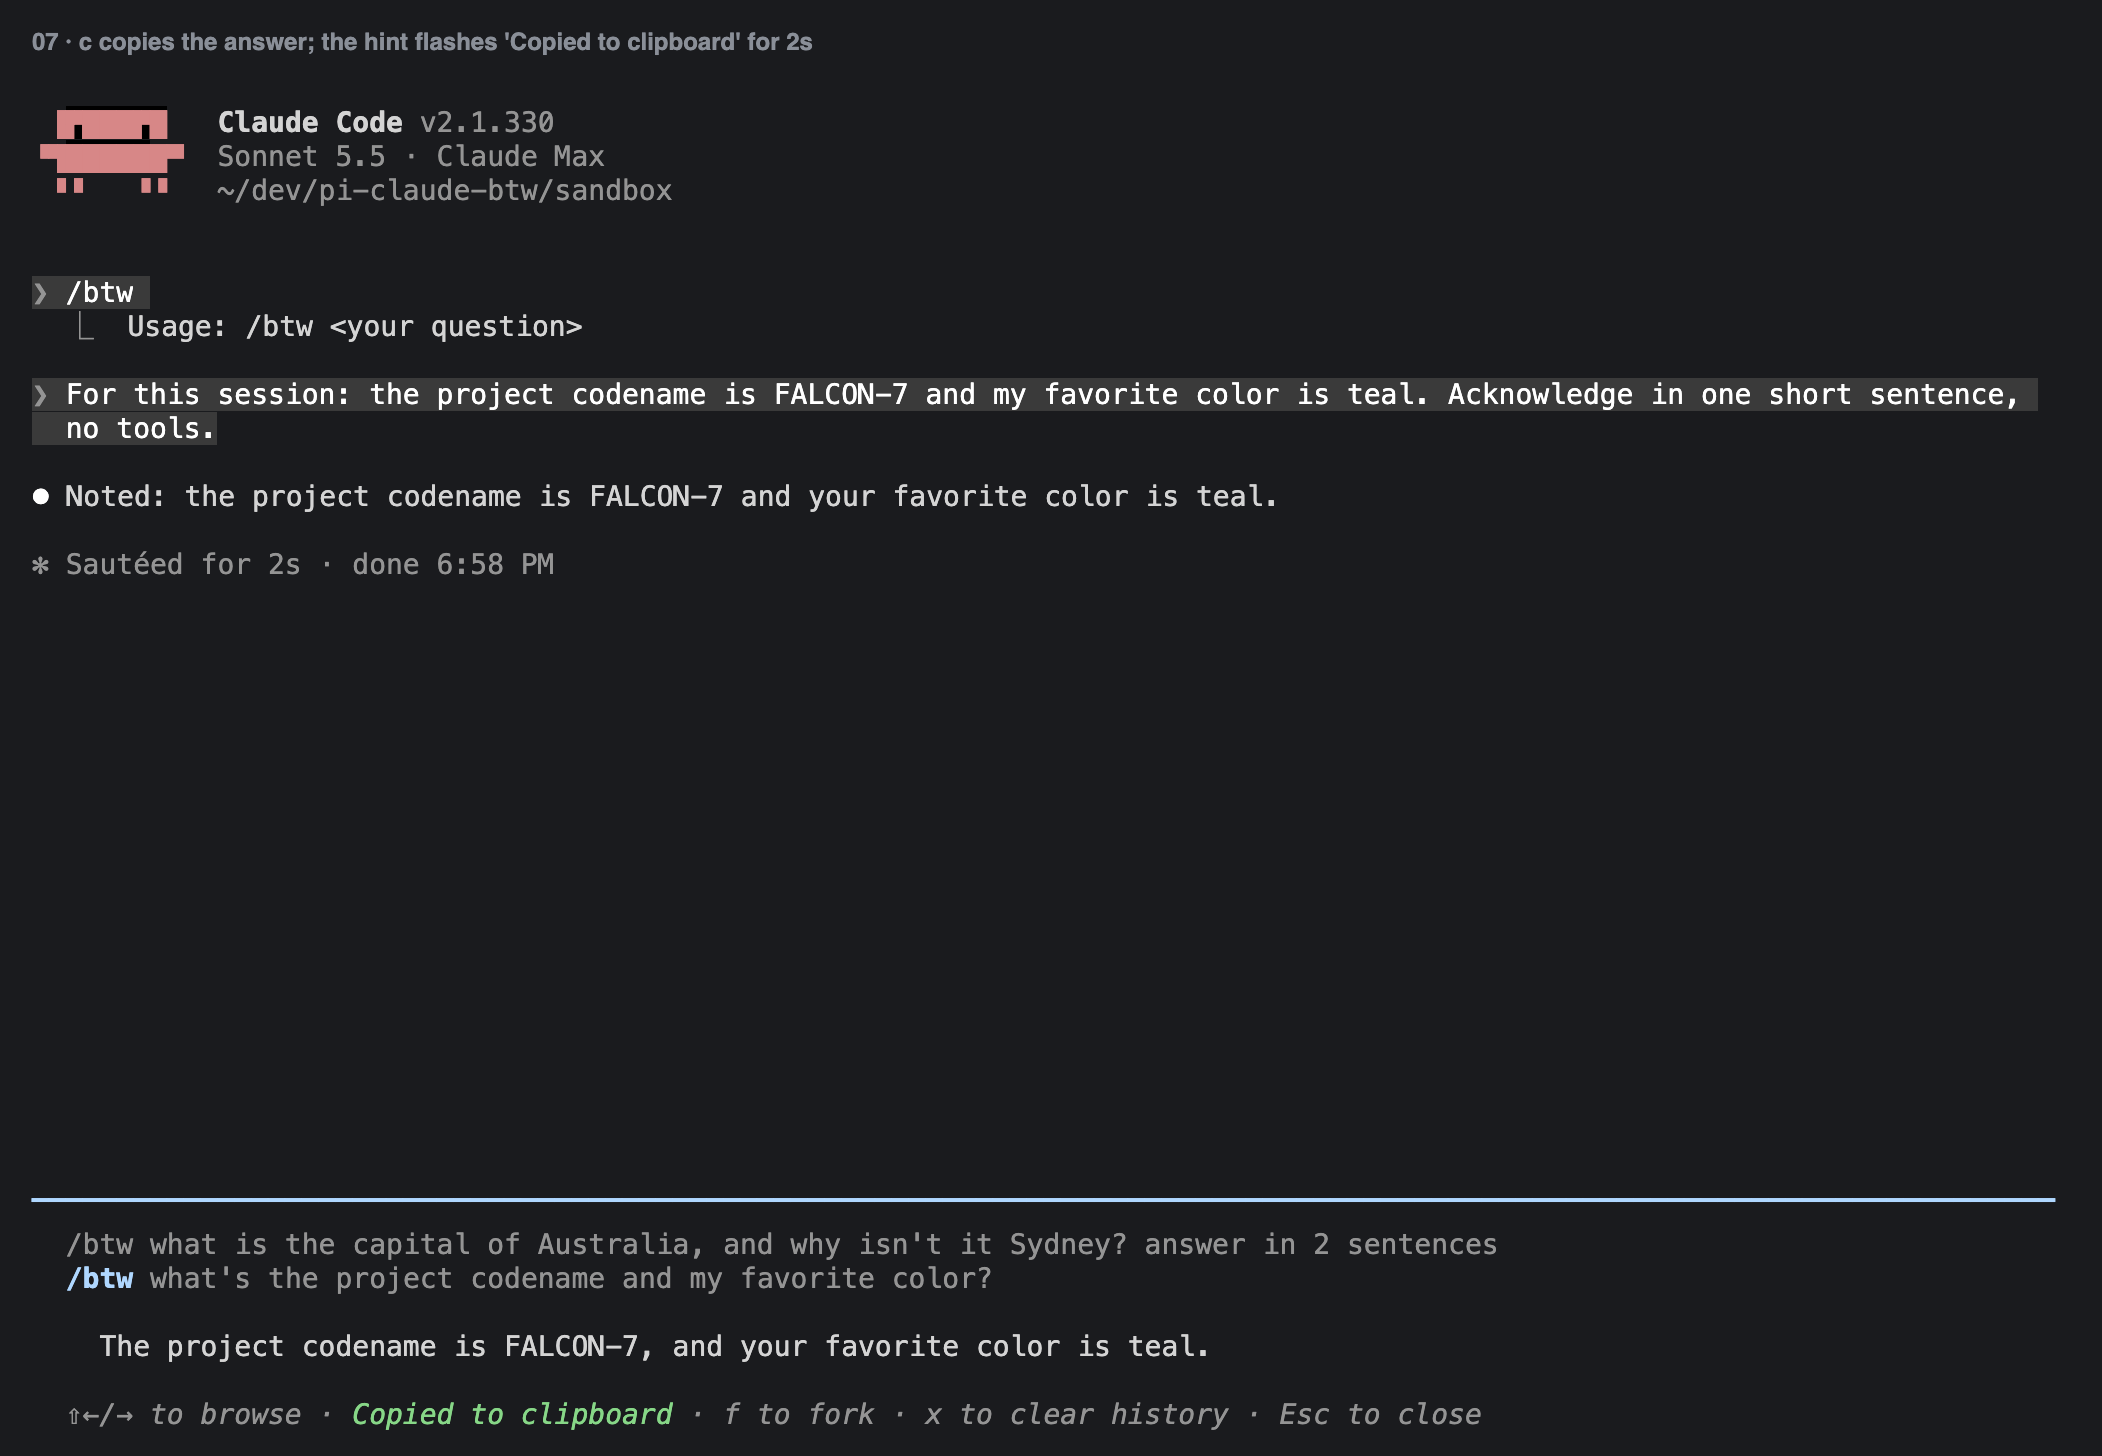 07 · c copies the answer; the hint flashes 'Copied to clipboard' for 2s
Claude Code v2.1.330
Sonnet 5.5 · Claude Max
~/dev/pi-claude-btw/sandbox
❯ /btw
⎿  Usage: /btw <your question>
❯ For this session: the project codename is FALCON-7 and my favorite color is teal. Acknowledge in one short sentence,
no tools.
● Noted: the project codename is FALCON-7 and your favorite color is teal.
✻ Sautéed for 2s · done 6:58 PM
/btw what is the capital of Australia, and why isn't it Sydney? answer in 2 sentences
/btw what's the project codename and my favorite color?
The project codename is FALCON-7, and your favorite color is teal.
⇧←/→ to browse · Copied to clipboard · f to fork · x to clear history · Esc to close